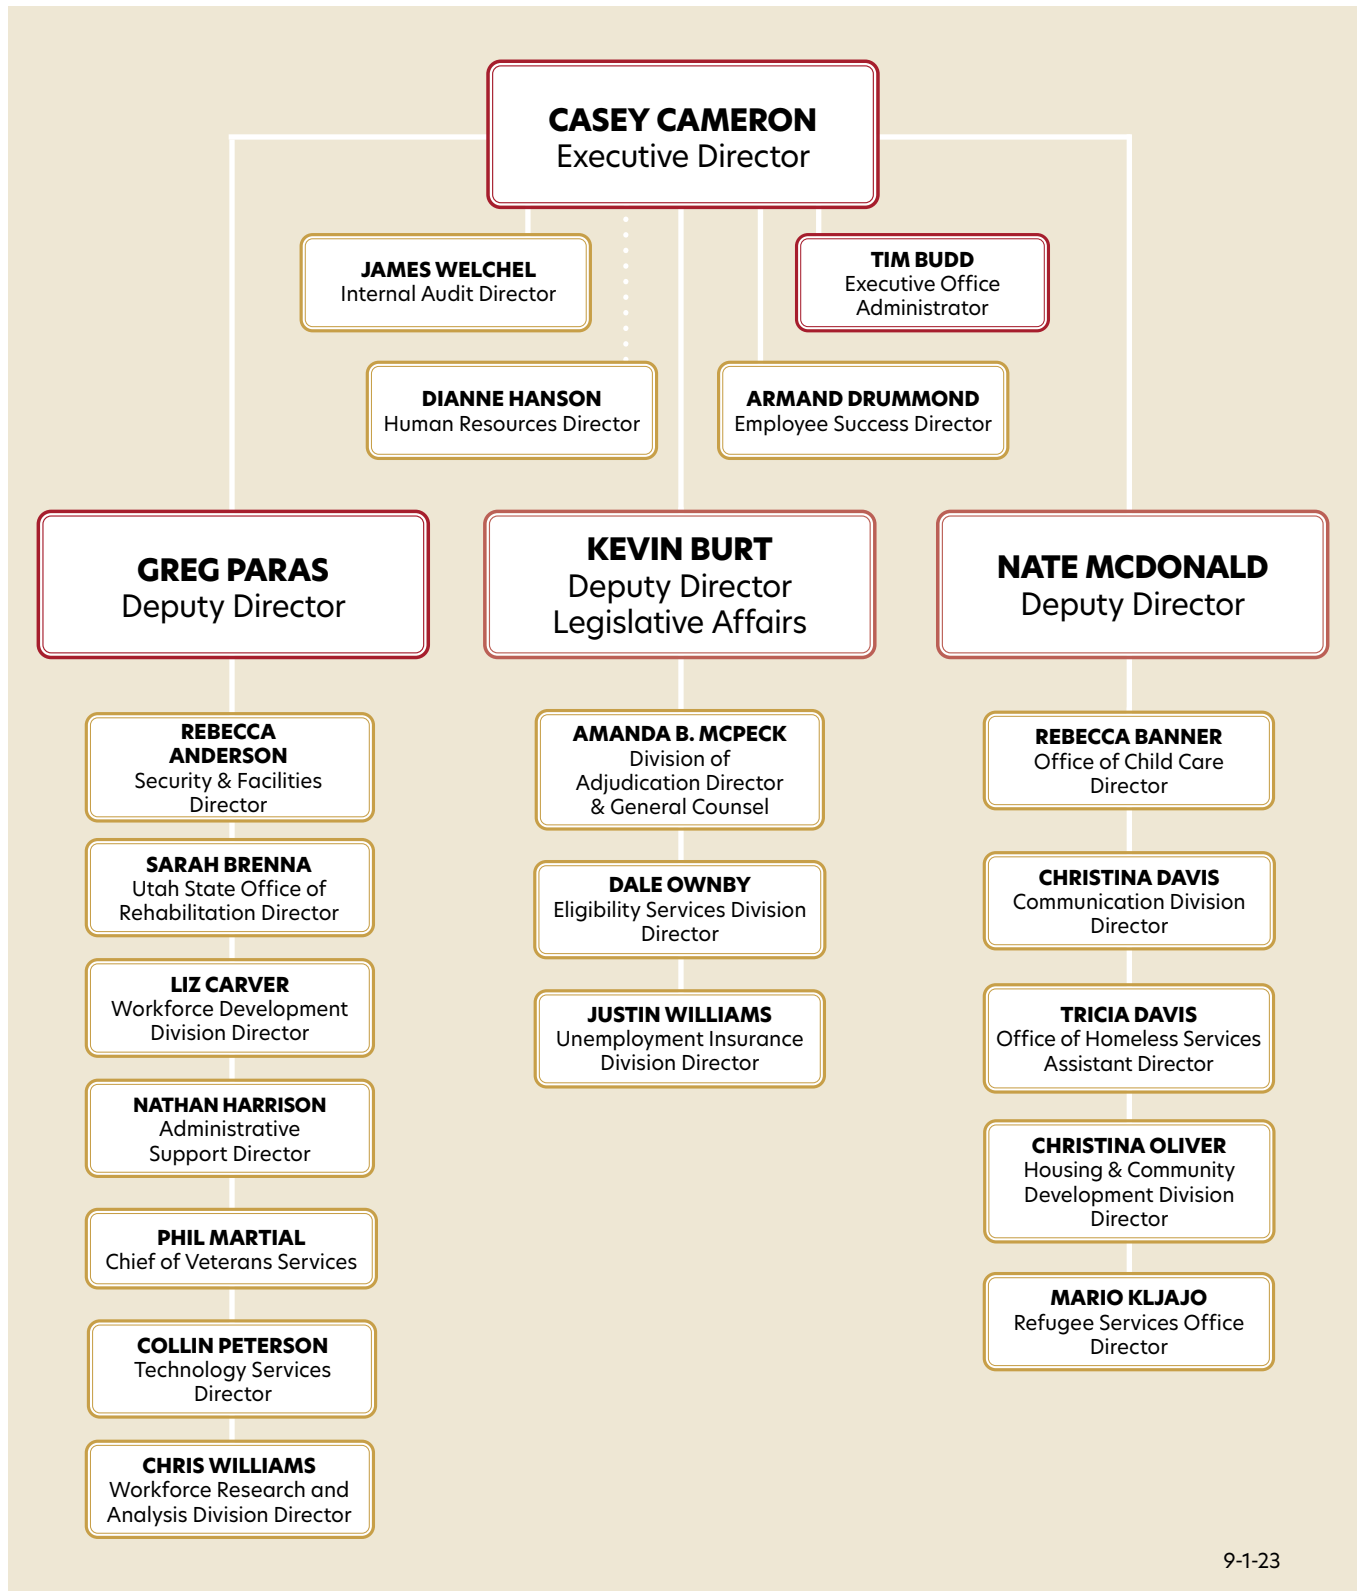 CASEY CAMERON
Executive Director
JAMES WELCHEL
Internal Audit Director
TIM BUDD
Executive Office
Administrator
DIANNE HANSON
Human Resources Director
ARMAND DRUMMOND
Employee Success Director
GREG PARAS
Deputy Director
KEVIN BURT
Deputy Director
Legislative Affairs
NATE MCDONALD
Deputy Director
REBECCA
ANDERSON
Security & Facilities
Director
SARAH BRENNA
Utah State Office of
Rehabilitation Director
LIZ CARVER
Workforce Development
Division Director
NATHAN HARRISON
Administrative
Support Director
PHIL MARTIAL
Chief of Veterans Services
COLLIN PETERSON
Technology Services
Director
CHRIS WILLIAMS
Workforce Research and
Analysis Division Director
AMANDA B. MCPECK
Division of
Adjudication Director
& General Counsel
DALE OWNBY
Eligibility Services Division
Director
JUSTIN WILLIAMS
Unemployment Insurance
Division Director
REBECCA BANNER
Office of Child Care
Director
CHRISTINA DAVIS
Communication Division
Director
TRICIA DAVIS
Office of Homeless Services
Assistant Director
CHRISTINA OLIVER
Housing & Community
Development Division
Director
MARIO KLJAJO
Refugee Services Office
Director
9-1-23